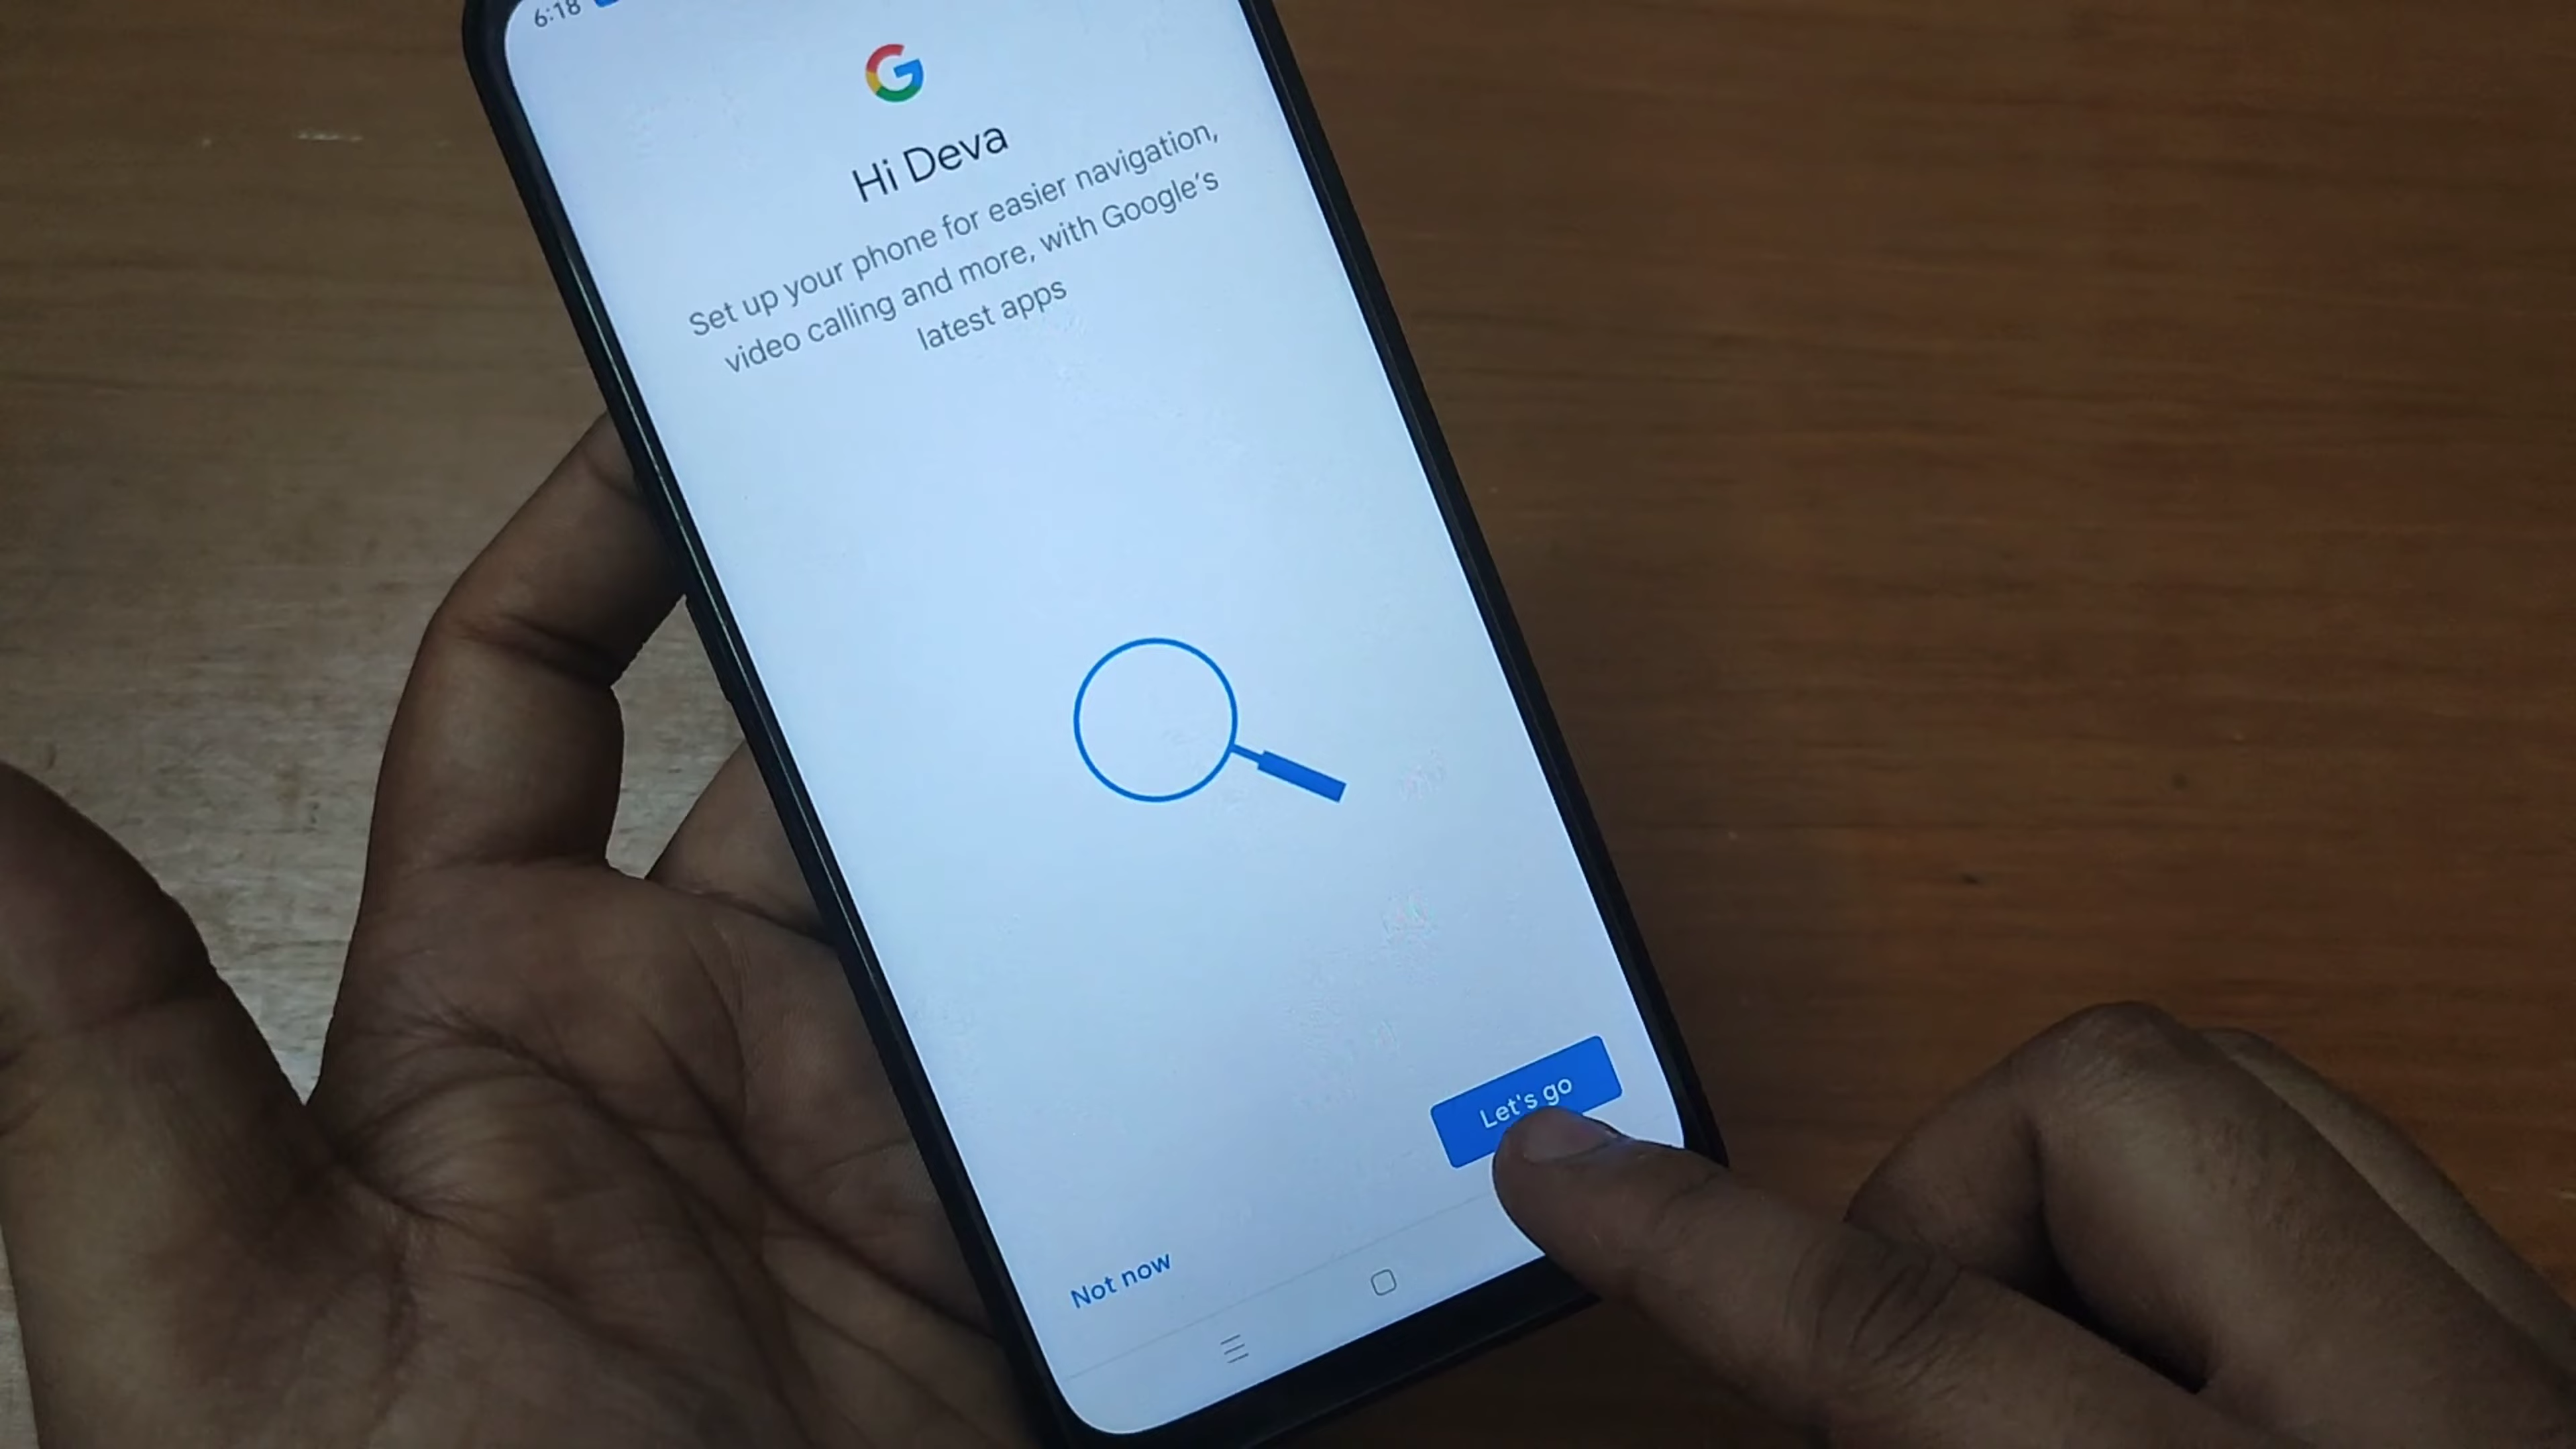 6:18
Hi Deva
Set up your phone for easier navigation,
video calling and more, with Google's
latest apps
Let's go
Not now